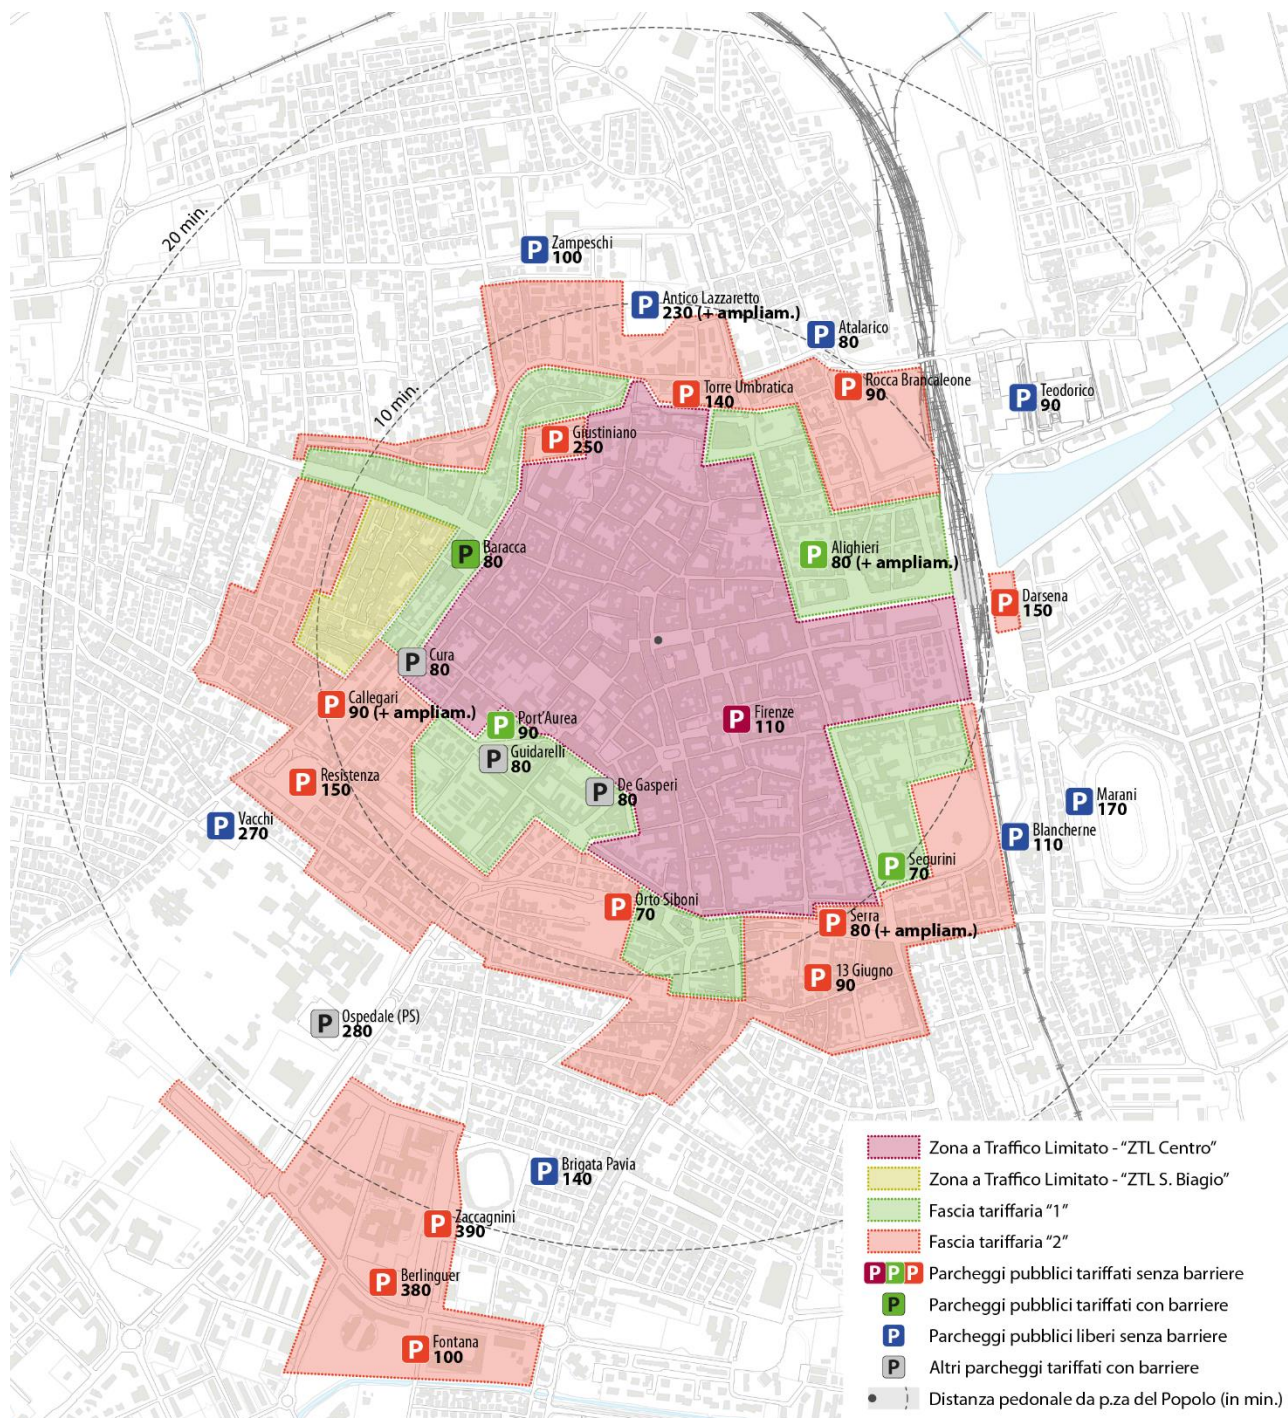 20 min.
10 min.
P Zampeschi
100
P Antico Lazzaretto
230 (+ ampliam.)
P Atalarico
80
P Torre Umbratica
140
P Rocca Brancaleone
90
P Teodorico
90
P Giustiniano
250
P Baracca
80
P Alighieri
80 (+ ampliam.)
P Darsena
150
P Cura
80
P Callegari
90 (+ ampliam.)
P Port'Aurea
90
P Guidarelli
80
P Firenze
110
P Resistenza
150
P De Gasperi
80
P Vacchi
270
P Marani
170
P Blancherne
110
P Segurini
70
P Orto Siboni
70
P Serra
80 (+ ampliam.)
P 13 Giugno
90
P Ospedale (PS)
280
P Brigata Pavia
140
P Zaccagnini
390
P Berlinguer
380
P Fontana
100
Zona a Traffico Limitato - “ZTL Centro”
Zona a Traffico Limitato - “ZTL S. Biagio”
Fascia tariffaria “1”
Fascia tariffaria “2”
P P P Parcheggi pubblici tariffati senza barriere
P Parcheggi pubblici tariffati con barriere
P Parcheggi pubblici liberi senza barriere
P Altri parcheggi tariffati con barriere
Distanza pedonale da p.za del Popolo (in min.)